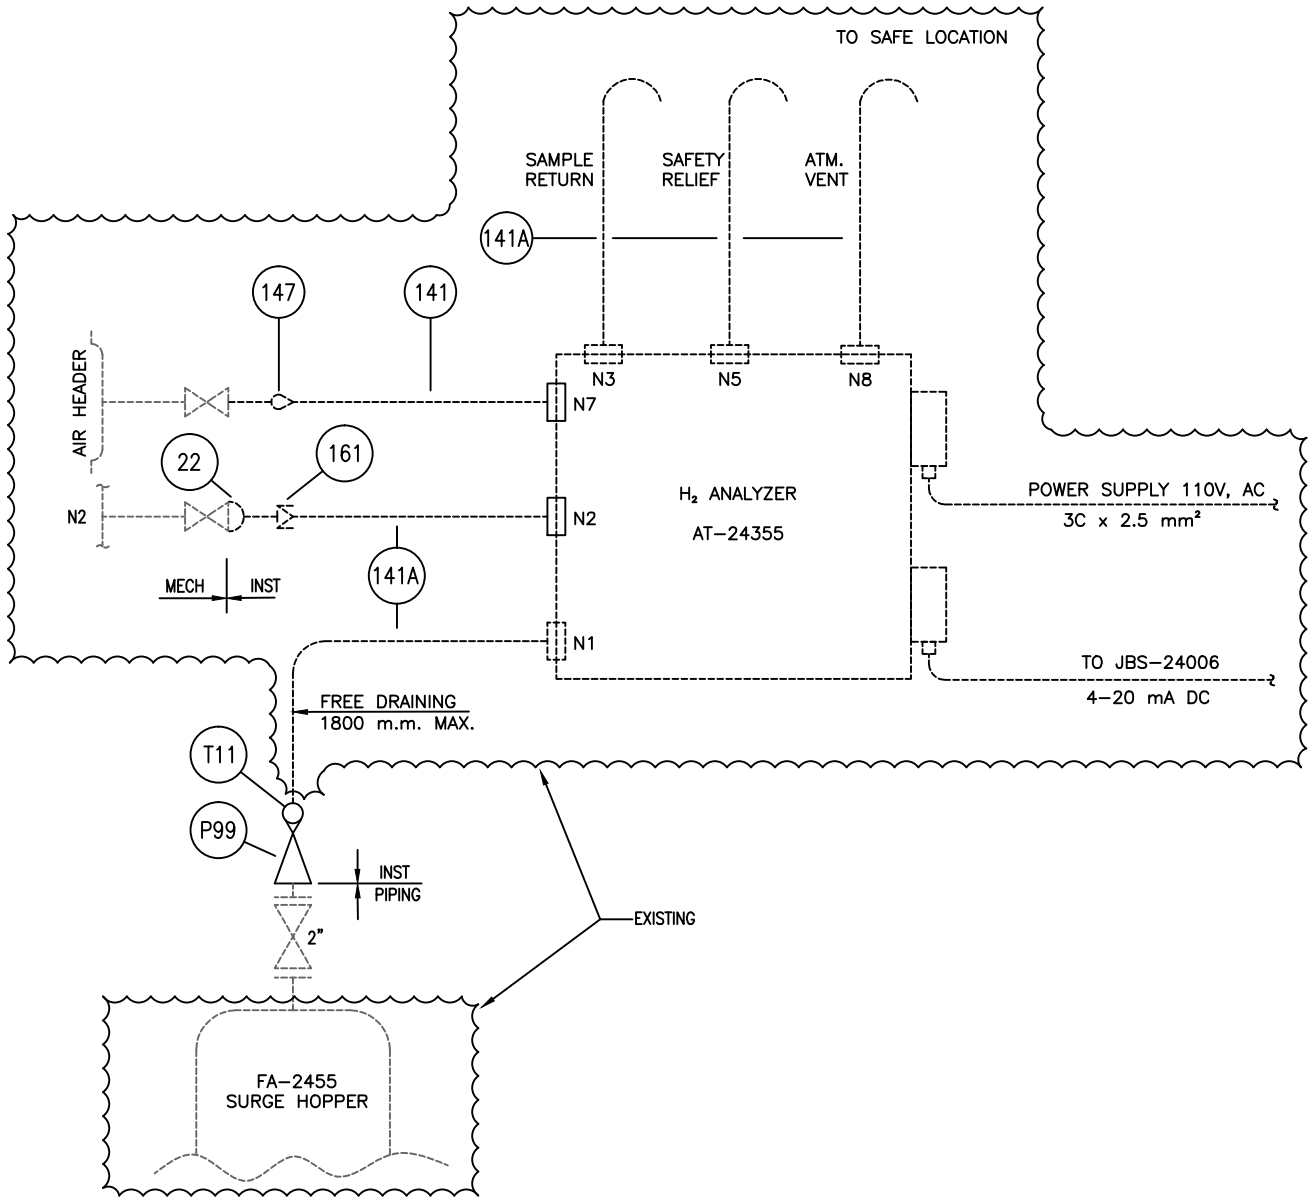 TO SAFE LOCATION
SAMPLE
RETURN
SAFETY
RELIEF
ATM.
VENT
141A
147
141
AIR HEADER
N3
N5
N8
N7
22
161
N2
N2
H₂ ANALYZER
AT-24355
POWER SUPPLY 110V, AC
3C x 2.5 mm²
141A
MECH
INST
N1
TO JBS-24006
4-20 mA DC
FREE DRAINING
1800 m.m. MAX.
T11
P99
INST
PIPING
2"
EXISTING
FA-2455
SURGE HOPPER